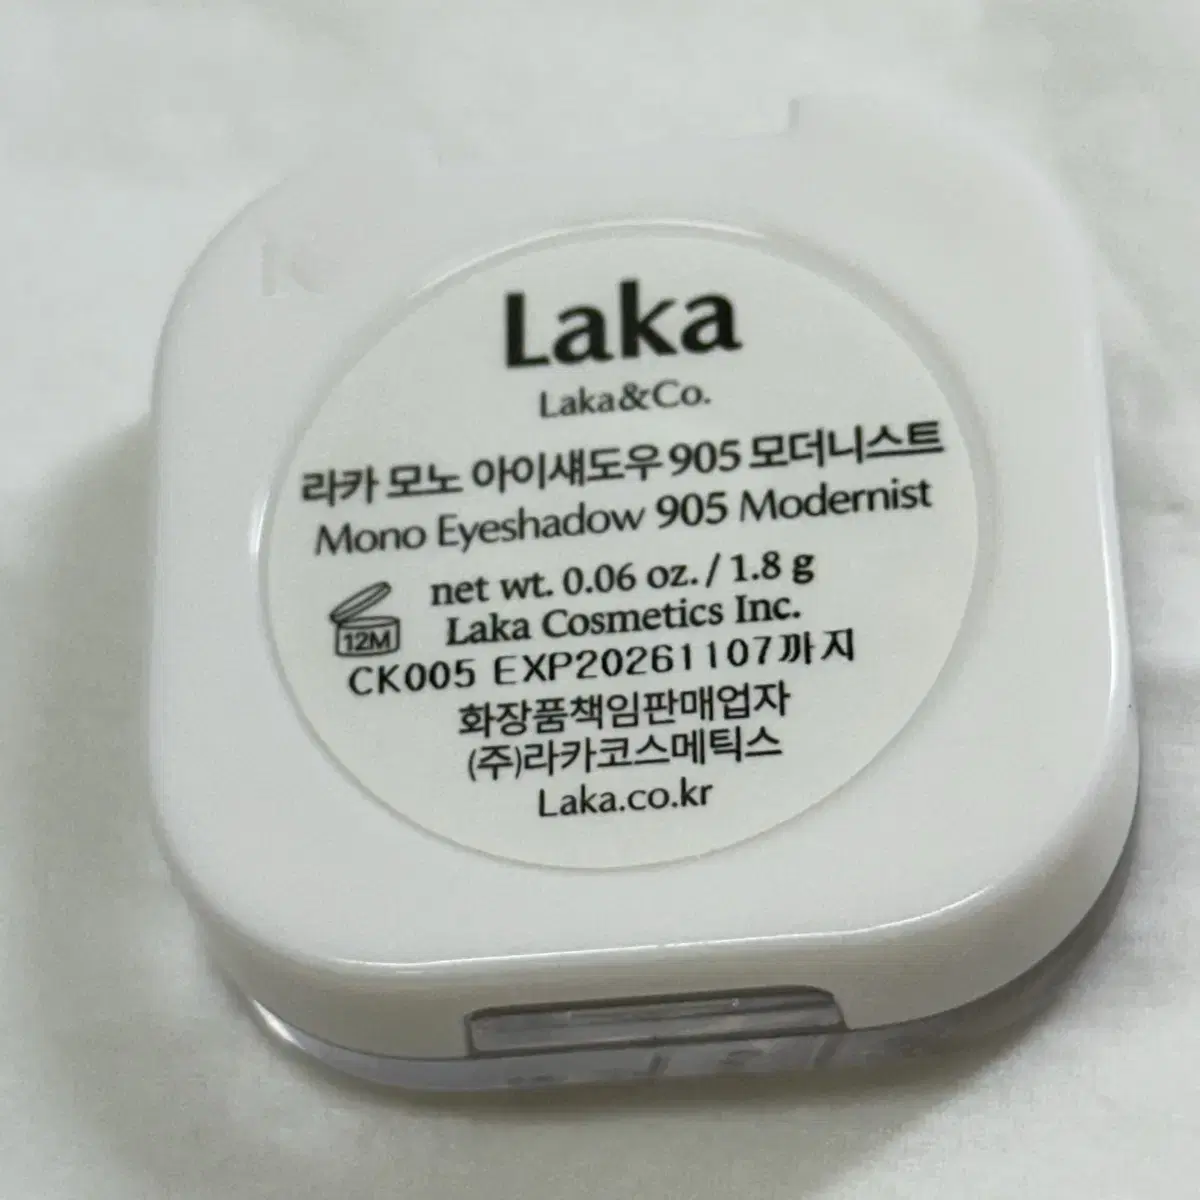 Laka
Laka&Co.
라카 모노 아이섀도우 905 모더니스트
Mono Eyeshadow 905 Modernist
net wt. 0.06 oz. / 1.8 g
12M
Laka Cosmetics Inc.
CK005 EXP20261107까지
화장품책임판매업자
(주)라카코스메틱스
Laka.co.kr